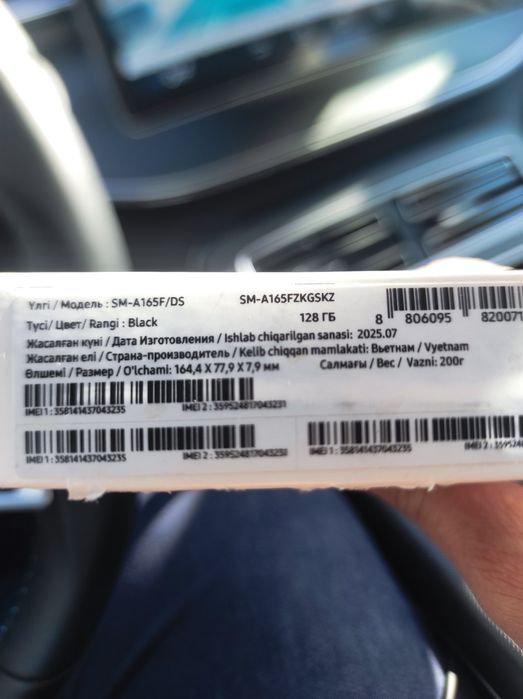 Үлгі / Модель : SM-A165F/DS SM-A165FZKGSKZ
Түсі/ Цвет/ Rangi : Black 128 ГБ 8 806095 820071
Жасалған күні / Дата Изготовления / Ishlab chiqarilgan sanasi: 2025.07
Жасалған елі / Страна-производитель / Kelib chiqqan mamlakati: Вьетнам / Vyetnam
Өлшемі / Размер / O'lchami: 164,4 X 77,9 X 7,9 мм Салмағы / Вес / Vazni: 200г
IMEI 1 : 358141437043235 IMEI 2 : 359524817043231
IMEI 1 : 358141437043235 IMEI 2 : 359524817043231 IMEI 1 : 358141437043235 IMEI 2 :